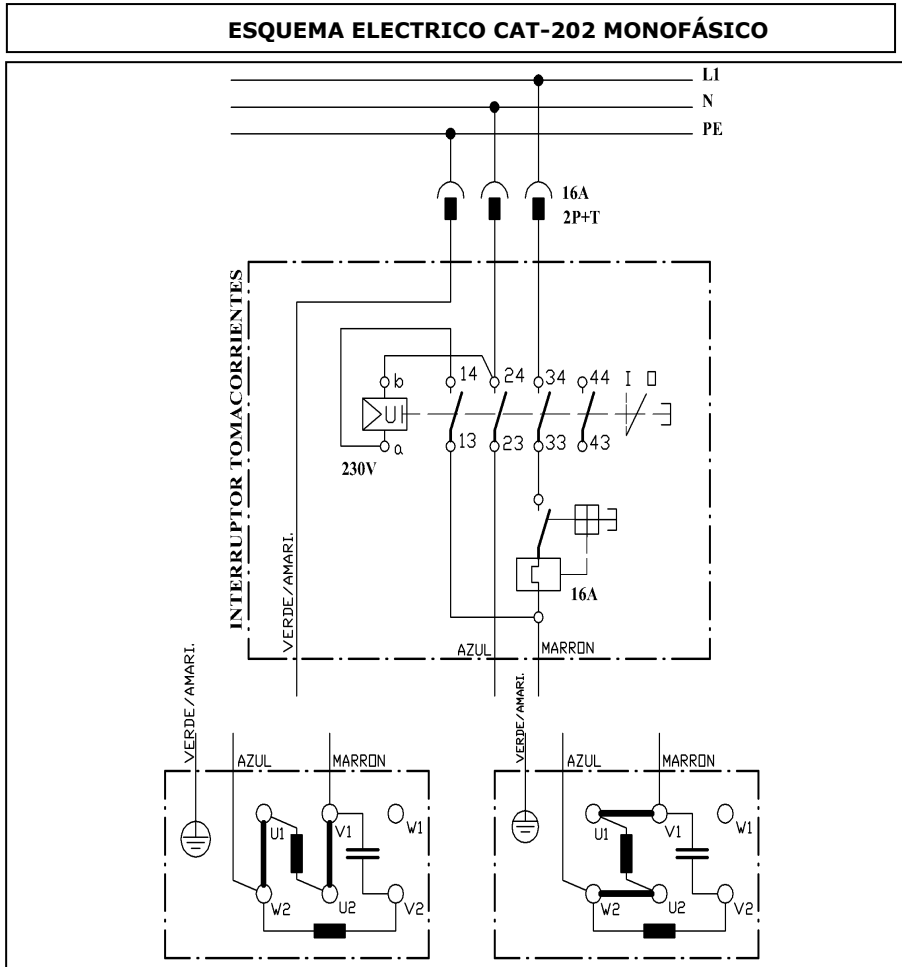 ESQUEMA ELECTRICO CAT-202 MONOFÁSICO
L1
N
PE
16A
2P+T
INTERRUPTOR TOMACORRIENTES
b 14 24 34 44 I O
U
a 13 23 33 43
230V
16A
VERDE/AMARI.
AZUL MARRON
VERDE/AMARI. VERDE/AMARI.
AZUL MARRON AZUL MARRON
U1 V1 W1 U1 V1 W1
W2 U2 V2 W2 U2 V2